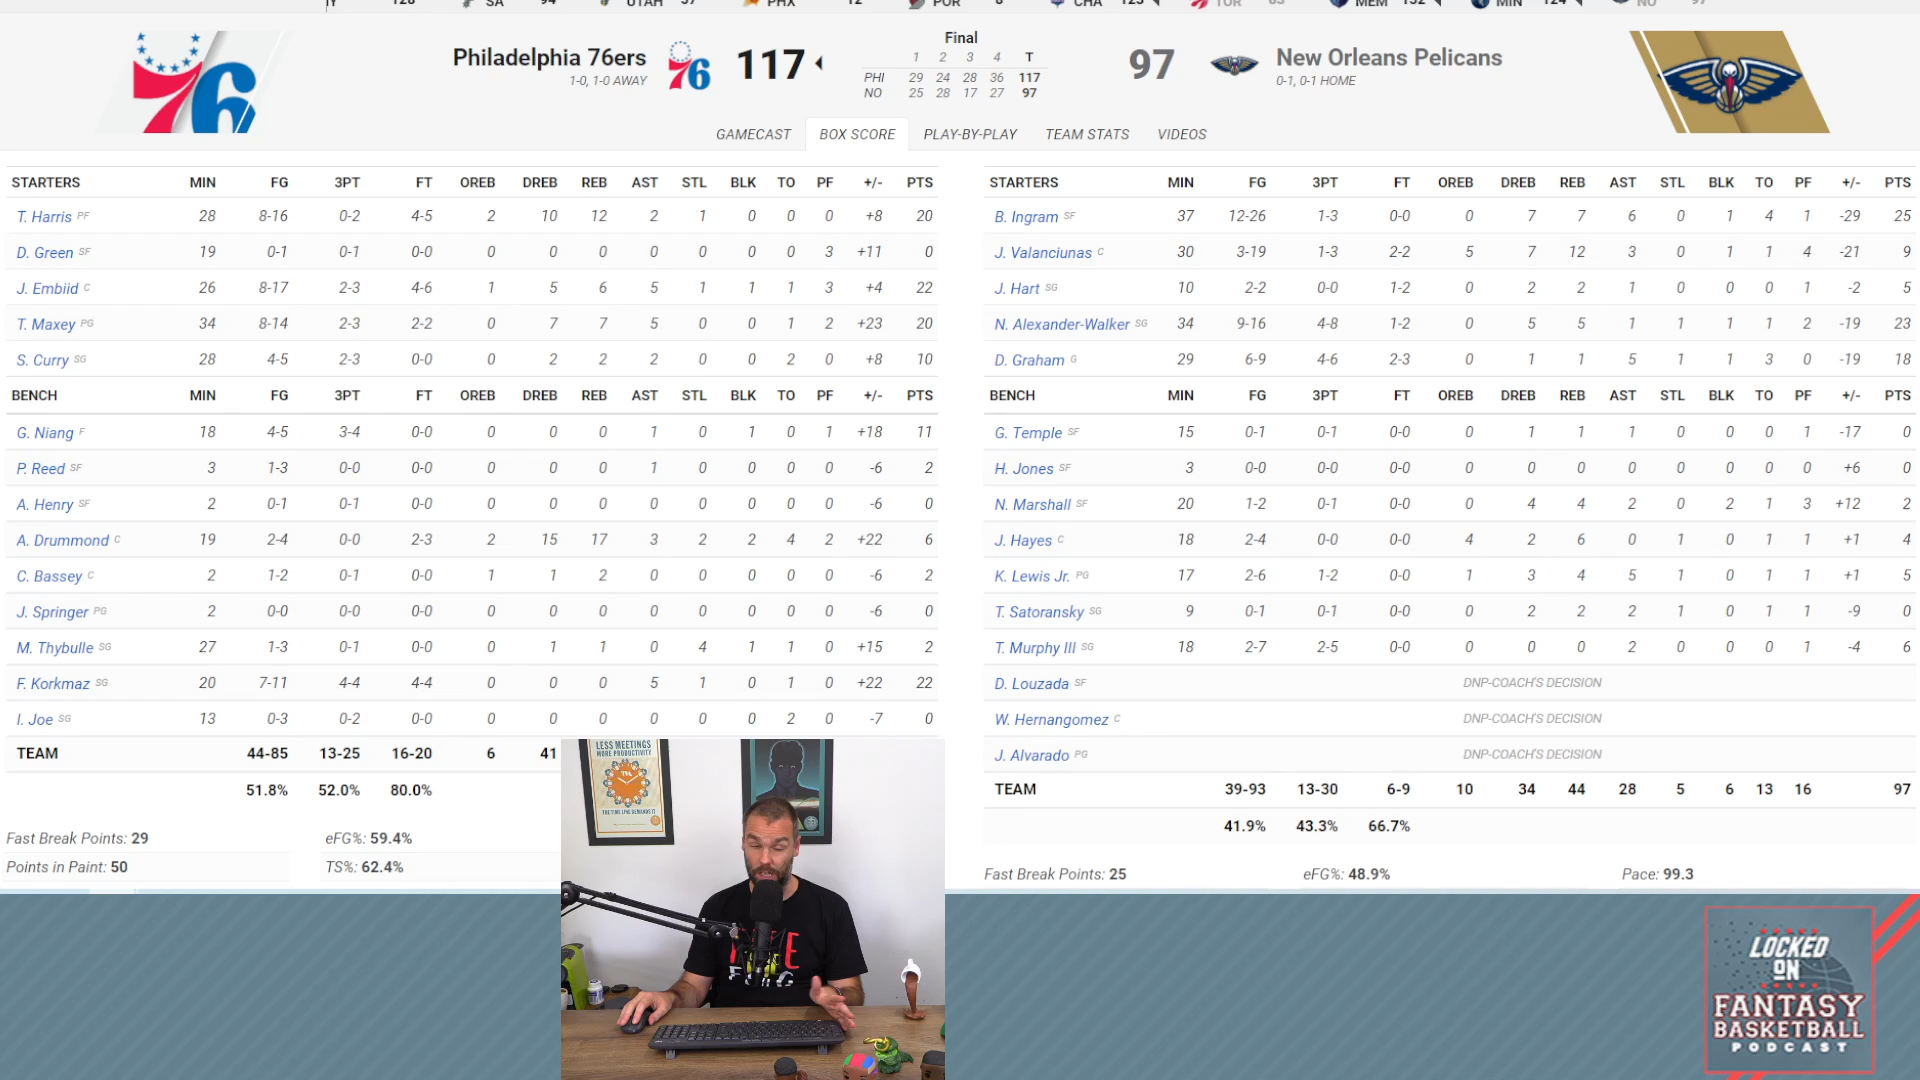 128 SA 94 UTAH PHX 12 POR 8 CHA 123 TOR 83 MEM 132 MIN 124 NO 97
Final
Philadelphia 76ers 117 97 New Orleans Pelicans
1-0, 1-0 AWAY
0-1, 0-1 HOME
1 2 3 4 T
PHI 29 24 28 36 117
NO 25 28 17 27 97
GAMECAST BOX SCORE PLAY-BY-PLAY TEAM STATS VIDEOS
STARTERS MIN FG 3PT FT OREB DREB REB AST STL BLK TO PF +/- PTS
T. Harris PF 28 8-16 0-2 4-5 2 10 12 2 1 0 0 0 +8 20
D. Green SF 19 0-1 0-1 0-0 0 0 0 0 0 0 0 3 +11 0
J. Embiid C 26 8-17 2-3 4-6 1 5 6 5 1 1 1 3 +4 22
T. Maxey PG 34 8-14 2-3 2-2 0 7 7 5 0 0 1 2 +23 20
S. Curry SG 28 4-5 2-3 0-0 0 2 2 2 0 0 2 0 +8 10
BENCH MIN FG 3PT FT OREB DREB REB AST STL BLK TO PF +/- PTS
G. Niang F 18 4-5 3-4 0-0 0 0 0 1 0 1 0 1 +18 11
P. Reed SF 3 1-3 0-0 0-0 0 0 0 1 0 0 0 0 -6 2
A. Henry SF 2 0-1 0-1 0-0 0 0 0 0 0 0 0 0 -6 0
A. Drummond C 19 2-4 0-0 2-3 2 15 17 3 2 2 4 2 +22 6
C. Bassey C 2 1-2 0-1 0-0 1 1 2 0 0 0 0 0 -6 2
J. Springer PG 2 0-0 0-0 0-0 0 0 0 0 0 0 0 0 -6 0
M. Thybulle SG 27 1-3 0-1 0-0 0 1 1 0 4 1 1 0 +15 2
F. Korkmaz SG 20 7-11 4-4 4-4 0 0 0 5 1 0 1 0 +22 22
I. Joe SG 13 0-3 0-2 0-0 0 0 0 0 0 0 2 0 -7 0
TEAM 44-85 13-25 16-20 6 41
51.8% 52.0% 80.0%
Fast Break Points: 29 eFG%: 59.4%
Points in Paint: 50 TS%: 62.4%
STARTERS MIN FG 3PT FT OREB DREB REB AST STL BLK TO PF +/- PTS
B. Ingram SF 37 12-26 1-3 0-0 0 7 7 6 0 1 4 1 -29 25
J. Valanciunas C 30 3-19 1-3 2-2 5 7 12 3 0 1 1 4 -21 9
J. Hart SG 10 2-2 0-0 1-2 0 2 2 1 0 0 0 1 -2 5
N. Alexander-Walker SG 34 9-16 4-8 1-2 0 5 5 1 1 1 1 2 -19 23
D. Graham G 29 6-9 4-6 2-3 0 1 1 5 1 1 3 0 -19 18
BENCH MIN FG 3PT FT OREB DREB REB AST STL BLK TO PF +/- PTS
G. Temple SF 15 0-1 0-1 0-0 0 1 1 1 0 0 0 1 -17 0
H. Jones SF 3 0-0 0-0 0-0 0 0 0 0 0 0 0 0 +6 0
N. Marshall SF 20 1-2 0-1 0-0 0 4 4 2 0 2 1 3 +12 2
J. Hayes C 18 2-4 0-0 0-0 4 2 6 0 1 0 1 1 +1 4
K. Lewis Jr. PG 17 2-6 1-2 0-0 1 3 4 5 1 0 1 1 +1 5
T. Satoransky SG 9 0-1 0-1 0-0 0 2 2 2 1 0 1 1 -9 0
T. Murphy III SG 18 2-7 2-5 0-0 0 0 0 2 0 0 0 1 -4 6
D. Louzada SF DNP-COACH'S DECISION
W. Hernangomez C DNP-COACH'S DECISION
J. Alvarado PG DNP-COACH'S DECISION
TEAM 39-93 13-30 6-9 10 34 44 28 5 6 13 16 97
41.9% 43.3% 66.7%
Fast Break Points: 25 eFG%: 48.9% Pace: 99.3
LESS MEETINGS
MORE PRODUCTIVITY
LOCKED
ON
FANTASY
BASKETBALL
PODCAST